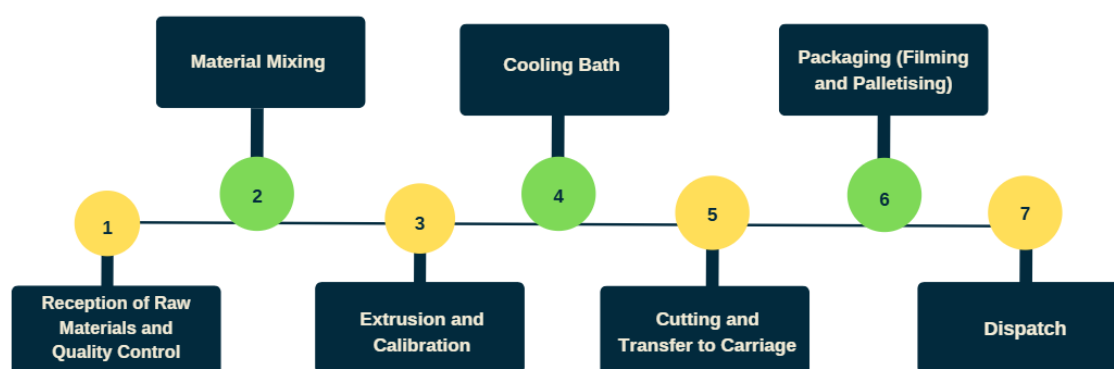 1
Reception of Raw
Materials and
Quality Control
2
Material Mixing
3
Extrusion and
Calibration
4
Cooling Bath
5
Cutting and
Transfer to Carriage
6
Packaging (Filming
and Palletising)
7
Dispatch